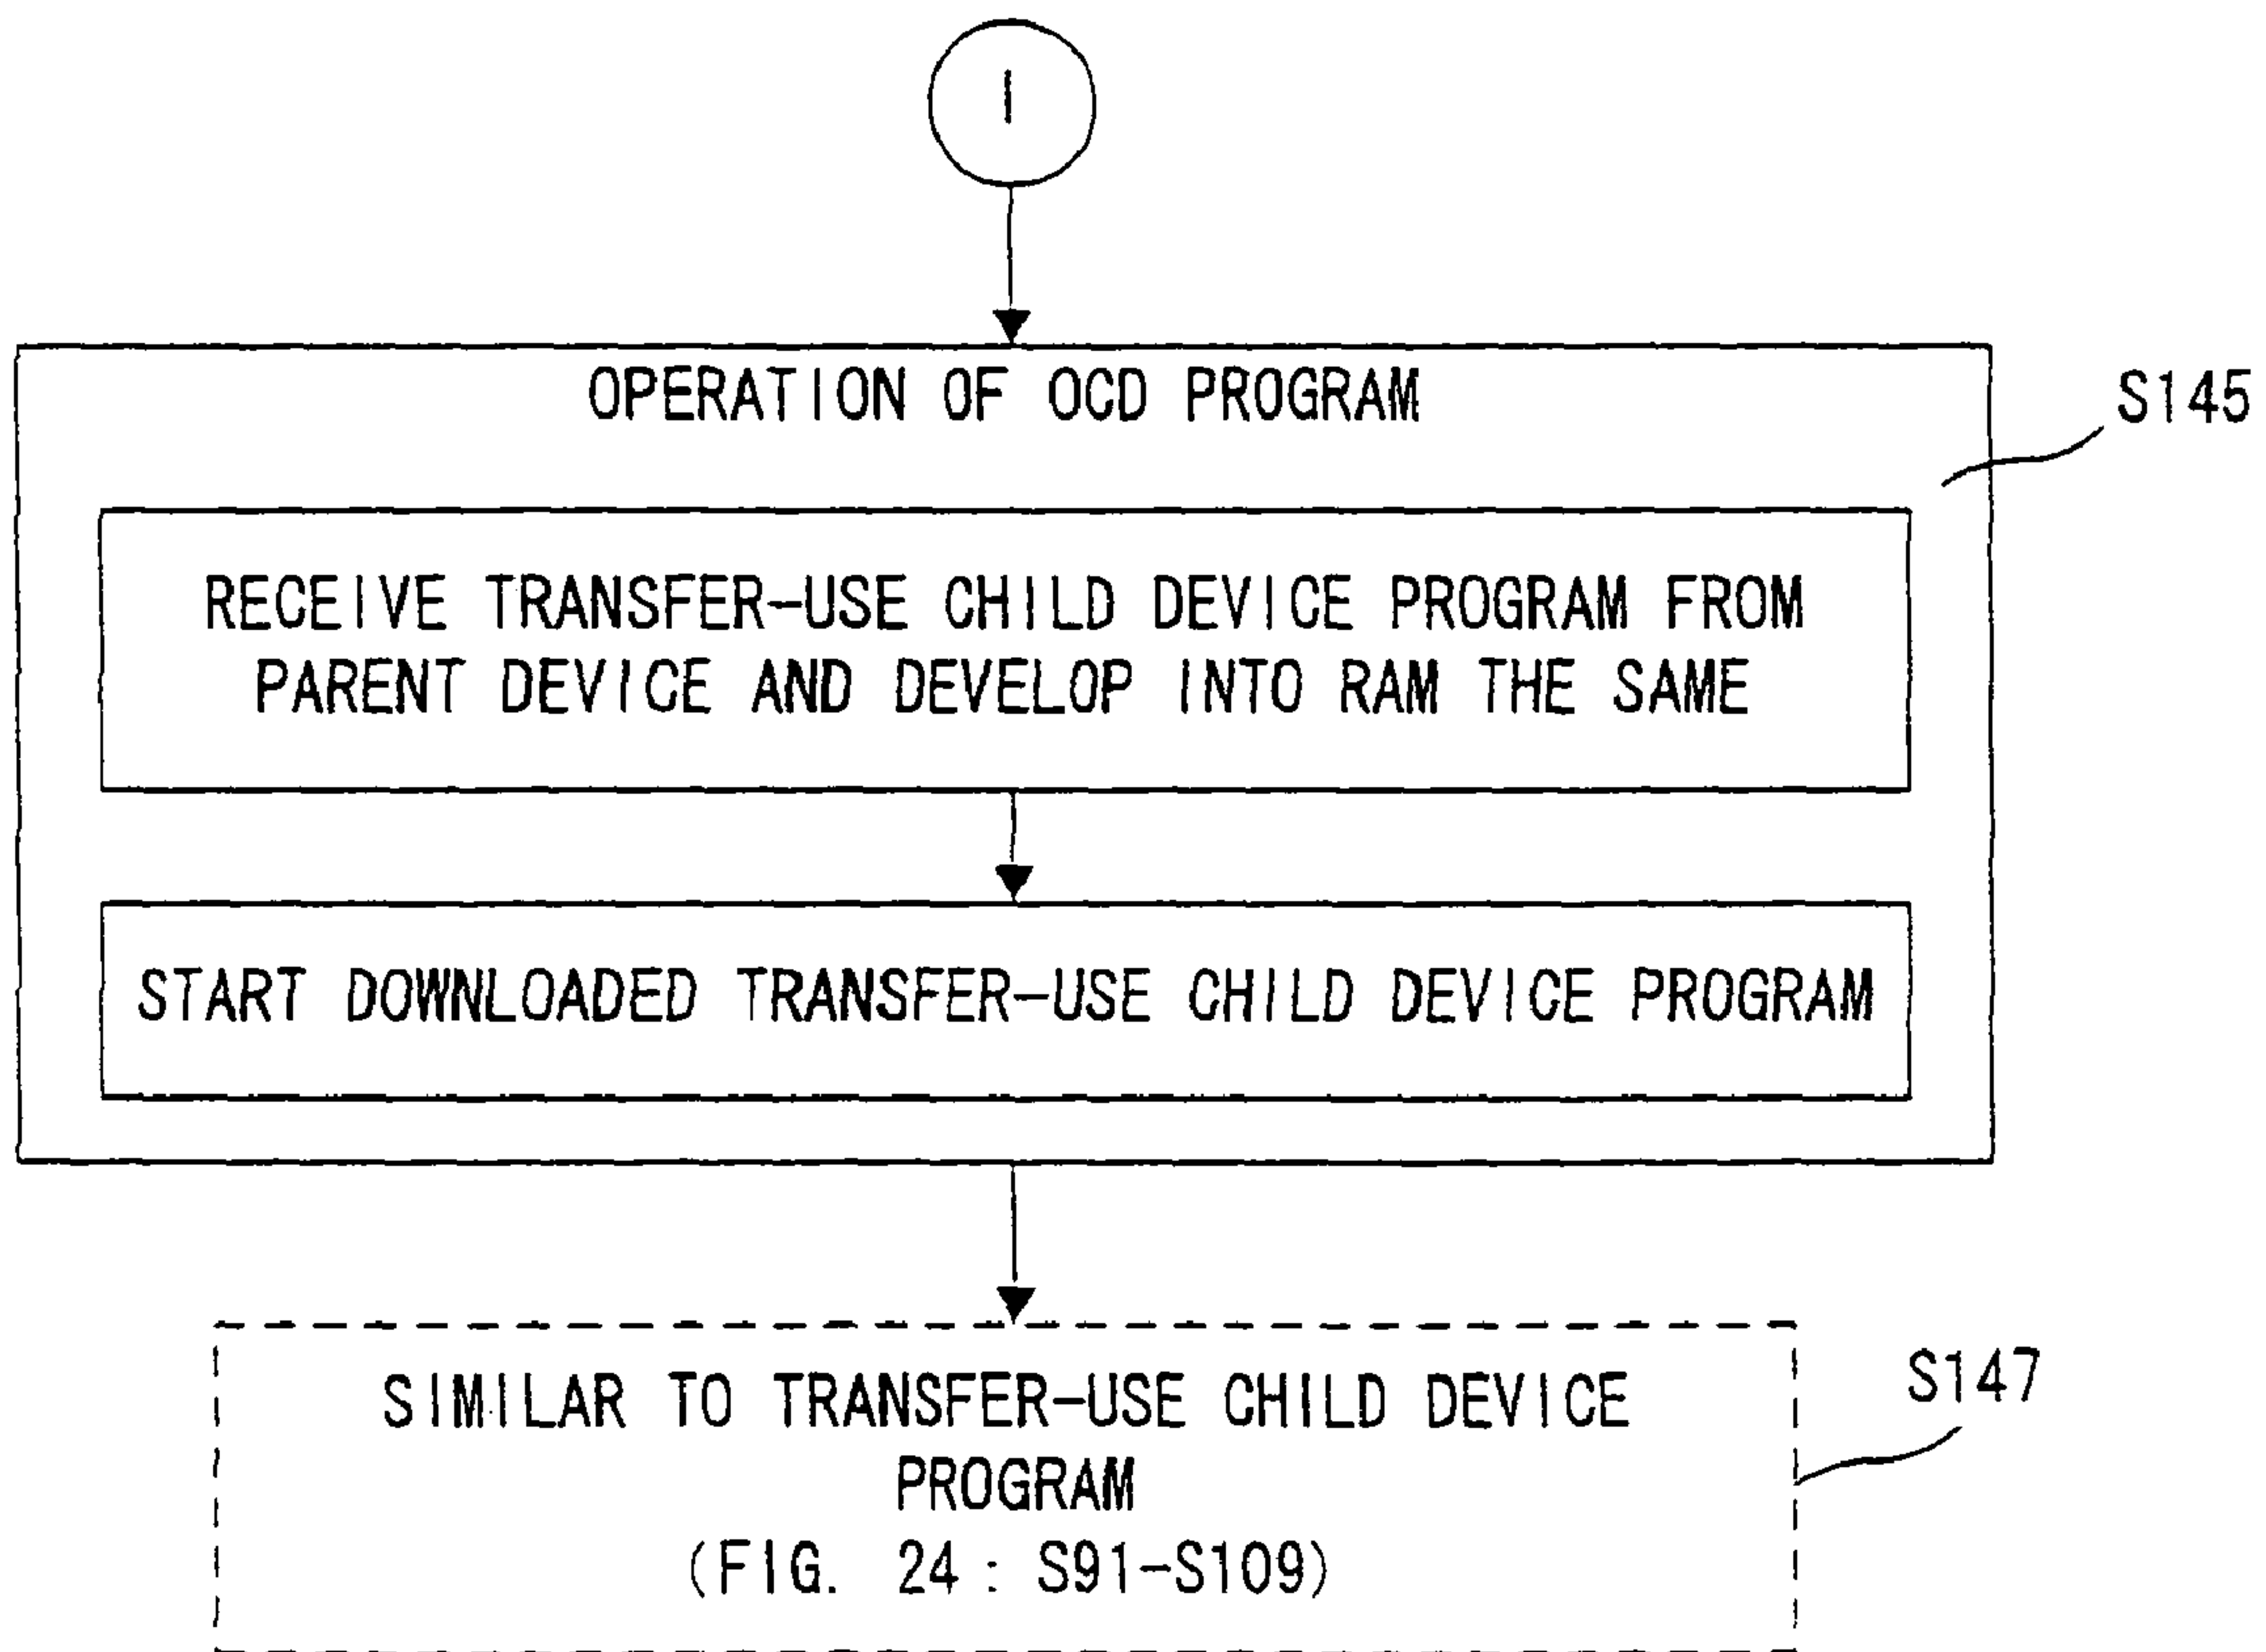 I
OPERATION OF OCD PROGRAM
S145
RECEIVE TRANSFER-USE CHILD DEVICE PROGRAM FROM
PARENT DEVICE AND DEVELOP INTO RAM THE SAME
START DOWNLOADED TRANSFER-USE CHILD DEVICE PROGRAM
SIMILAR TO TRANSFER-USE CHILD DEVICE
PROGRAM
(FIG. 24 : S91-S109)
S147